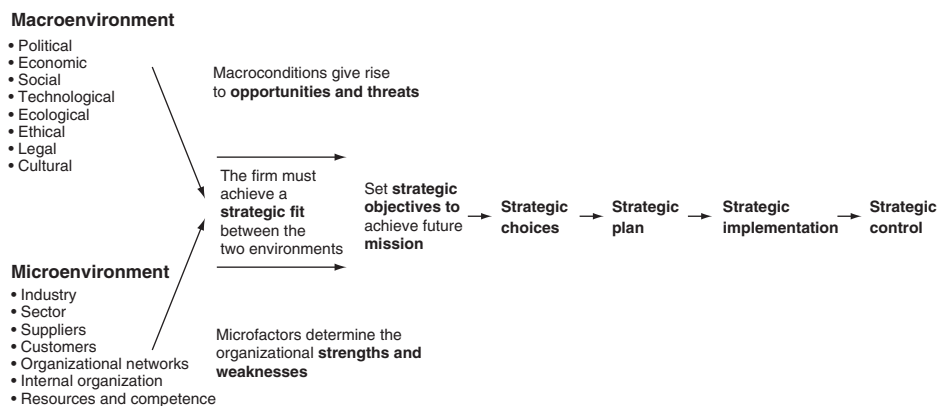 Macroenvironment
• Political
• Economic
• Social
• Technological
• Ecological
• Ethical
• Legal
• Cultural
Macroconditions give rise
to opportunities and threats
The firm must
achieve a
strategic fit
between the
two environments
Set strategic
objectives to
achieve future
mission
Strategic
choices
Strategic
plan
Strategic
implementation
Strategic
control
Microenvironment
• Industry
• Sector
• Suppliers
• Customers
• Organizational networks
• Internal organization
• Resources and competence
Microfactors determine the
organizational strengths and
weaknesses